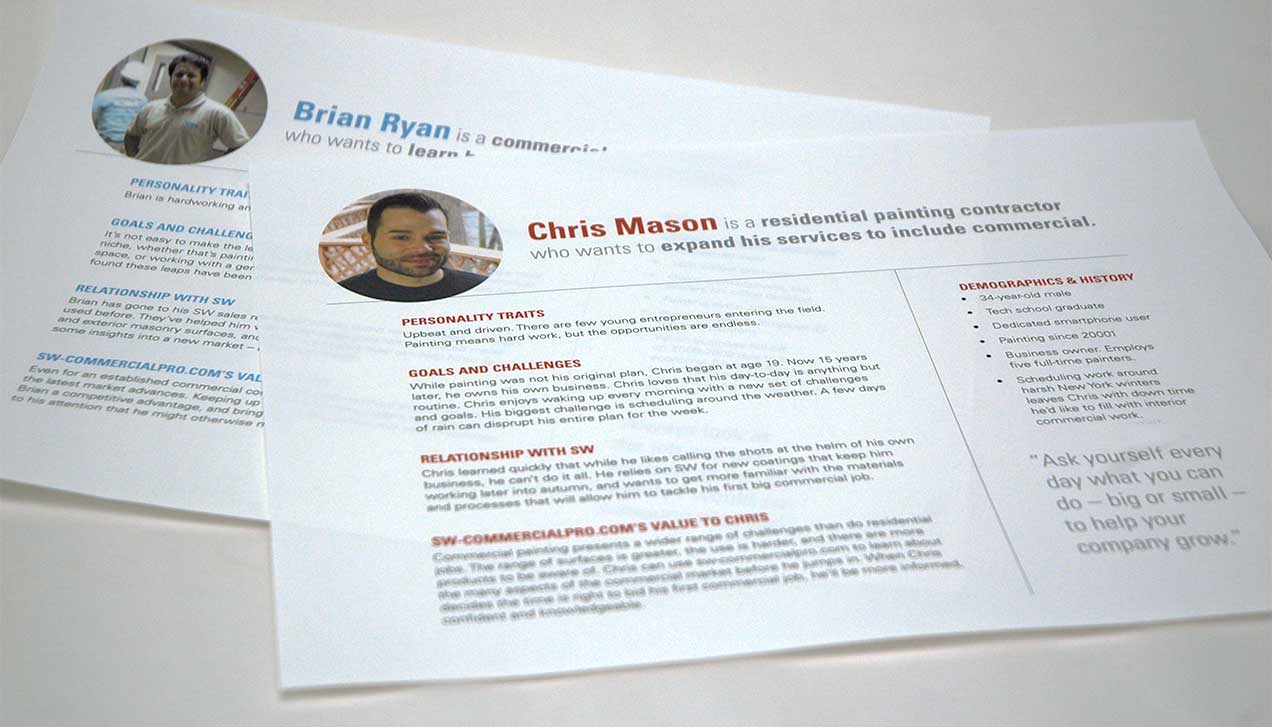 Brian Ryan is a commercial
who wants to learn
PERSONALITY TRAI
Brian is hardworking an
GOALS AND CHALLENG
It's not easy to make the le
niche, whether that's painti
space, or working with a ger
found these leaps have been
RELATIONSHIP WITH SW
Brian has gone to his SW sales r
used before. They've helped him
and exterior masonry surfaces, and
some insights into a new market –
SW-COMMERCIALPRO.COM'S VAL
Even for an established commercial co
the latest market advances. Keeping up
Brian a competitive advantage, and bring
to his attention that he might otherwise n
Chris Mason is a residential painting contractor
who wants to expand his services to include commercial.
PERSONALITY TRAITS
Upbeat and driven. There are few young entrepreneurs entering the field.
Painting means hard work, but the opportunities are endless.
GOALS AND CHALLENGES
While painting was not his original plan, Chris began at age 19. Now 15 years
later, he owns his own business. Chris loves that his day-to-day is anything but
routine. Chris enjoys waking up every morning with a new set of challenges
and goals. His biggest challenge is scheduling around the weather. A few days
of rain can disrupt his entire plan for the week.
RELATIONSHIP WITH SW
Chris learned quickly that while he likes calling the shots at the helm of his own
business, he can't do it all. He relies on SW for new coatings that keep him
working later into autumn, and wants to get more familiar with the materials
and processes that will allow him to tackle his first big commercial job.
SW-COMMERCIALPRO.COM'S VALUE TO CHRIS
Commercial painting presents a wider range of challenges than do residential
jobs. The range of surfaces is greater, the use is harder, and there are more
products to be aware of. Chris can use sw-commercialpro.com to learn about
the many aspects of the commercial market before he jumps in. When Chris
decides the time is right to bid his first commercial job, he'll be more informed,
confident and knowledgeable.
DEMOGRAPHICS & HISTORY
• 34-year-old male
• Tech school graduate
• Dedicated smartphone user
• Painting since 20001
• Business owner. Employs
five full-time painters.
• Scheduling work around
harsh New York winters
leaves Chris with down time
he'd like to fill with interior
commercial work.
"Ask yourself every
day what you can
do – big or small –
to help your
company grow."